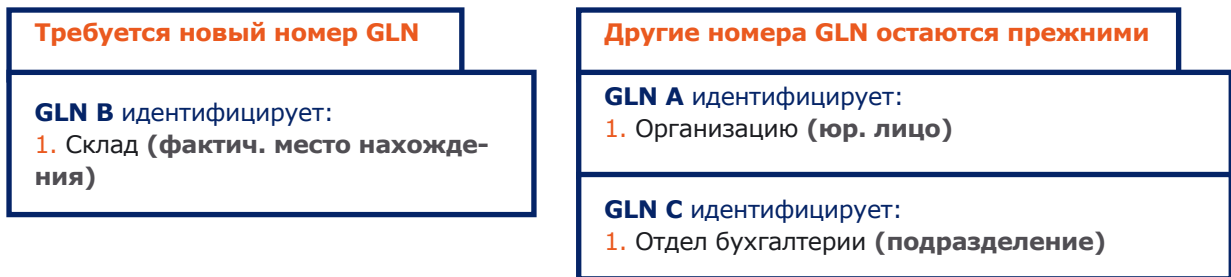 Требуется новый номер GLN
GLN B идентифицирует:
1. Склад (фактич. место нахожде-
ния)
Другие номера GLN остаются прежними
GLN A идентифицирует:
1. Организацию (юр. лицо)
GLN C идентифицирует:
1. Отдел бухгалтерии (подразделение)